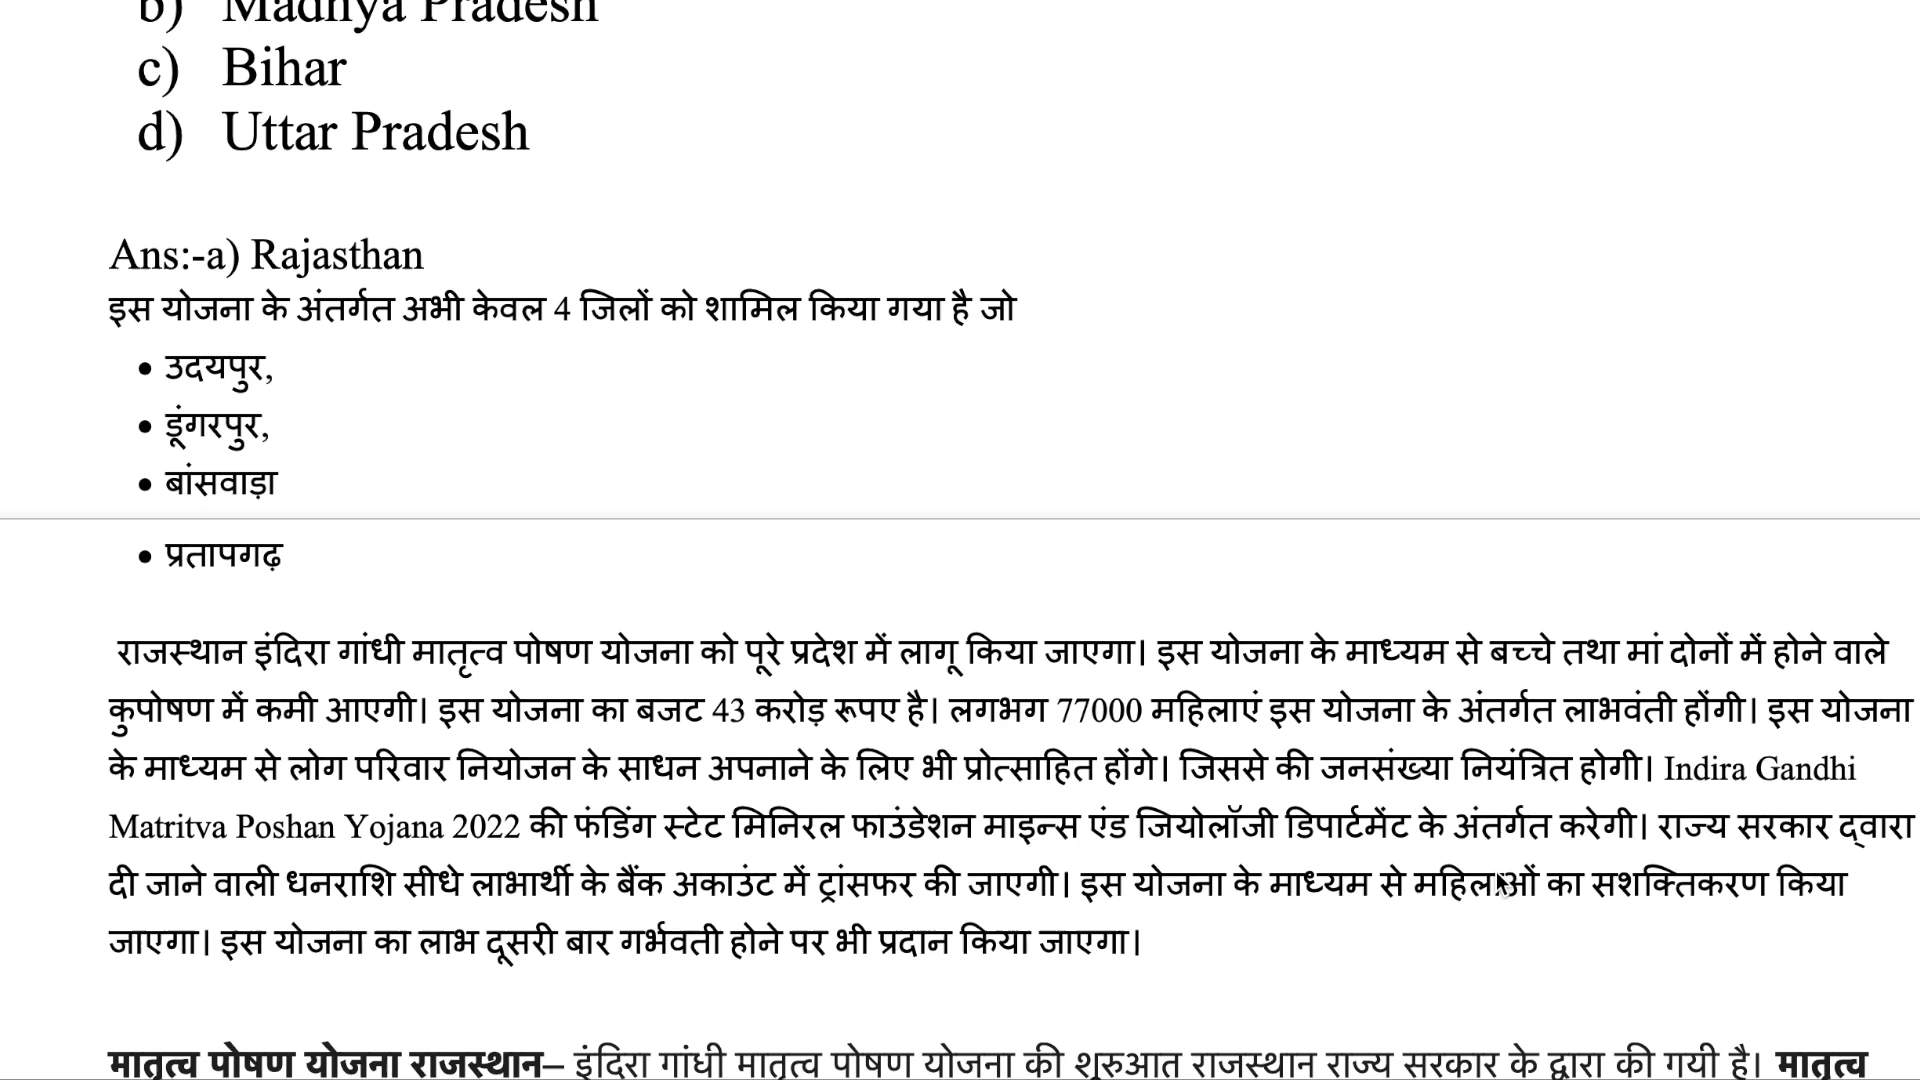 b) Madhya Pradesh
c) Bihar
d) Uttar Pradesh
Ans:-a) Rajasthan
इस योजना के अंतर्गत अभी केवल 4 जिलों को शामिल किया गया है जो
• उदयपुर,
• डूंगरपुर,
• बांसवाड़ा
• प्रतापगढ़
राजस्थान इंदिरा गांधी मातृत्व पोषण योजना को पूरे प्रदेश में लागू किया जाएगा। इस योजना के माध्यम से बच्चे तथा मां दोनों में होने वाले
कुपोषण में कमी आएगी। इस योजना का बजट 43 करोड़ रूपए है। लगभग 77000 महिलाएं इस योजना के अंतर्गत लाभवंती होंगी। इस योजना
के माध्यम से लोग परिवार नियोजन के साधन अपनाने के लिए भी प्रोत्साहित होंगे। जिससे की जनसंख्या नियंत्रित होगी। Indira Gandhi
Matritva Poshan Yojana 2022 की फंडिंग स्टेट मिनिरल फाउंडेशन माइन्स एंड जियोलॉजी डिपार्टमेंट के अंतर्गत करेगी। राज्य सरकार द्वारा
दी जाने वाली धनराशि सीधे लाभार्थी के बैंक अकाउंट में ट्रांसफर की जाएगी। इस योजना के माध्यम से महिलाओं का सशक्तिकरण किया
जाएगा। इस योजना का लाभ दूसरी बार गर्भवती होने पर भी प्रदान किया जाएगा।
मातृत्व पोषण योजना राजस्थान– इंदिरा गांधी मातृत्व पोषण योजना की शुरुआत राजस्थान राज्य सरकार के द्वारा की गयी है। मातृत्व